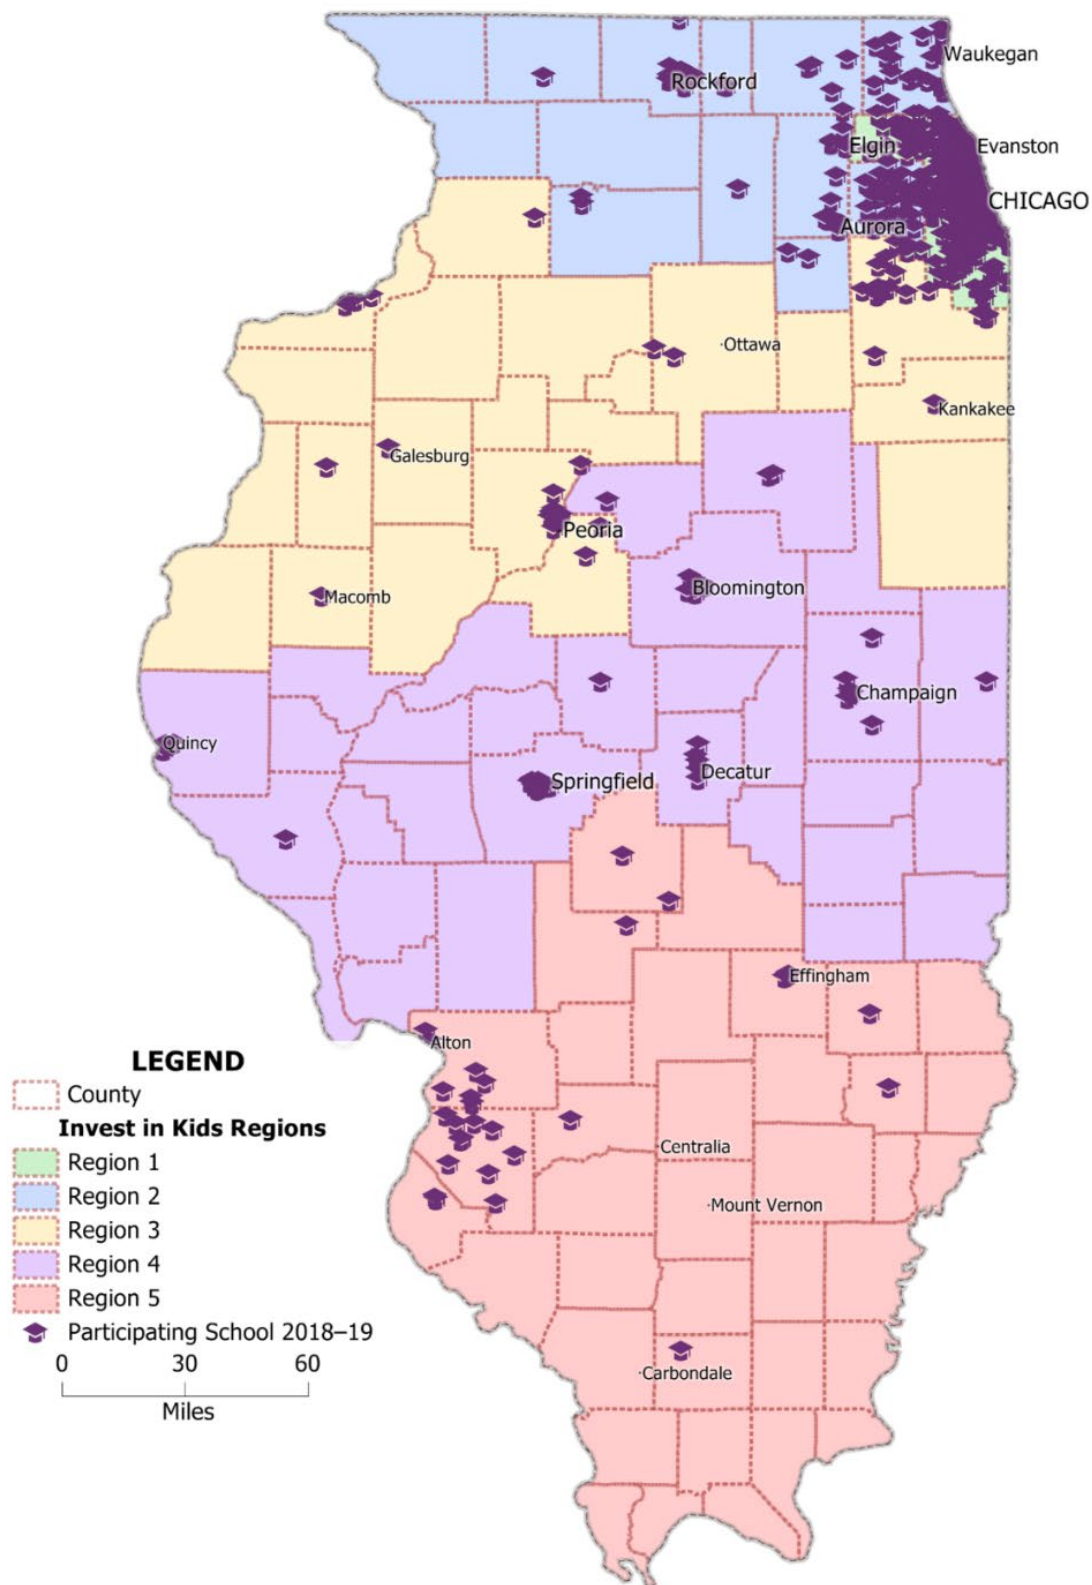 Waukegan
Rockford
Elgin
Evanston
CHICAGO
Aurora
Ottawa
Kankakee
Galesburg
Peoria
Bloomington
Macomb
Champaign
Quincy
Springfield
Decatur
Effingham
Alton
LEGEND
County
Invest in Kids Regions
Region 1
Region 2
Region 3
Region 4
Region 5
Participating School 2018–19
0 30 60
Miles
Centralia
Mount Vernon
Carbondale